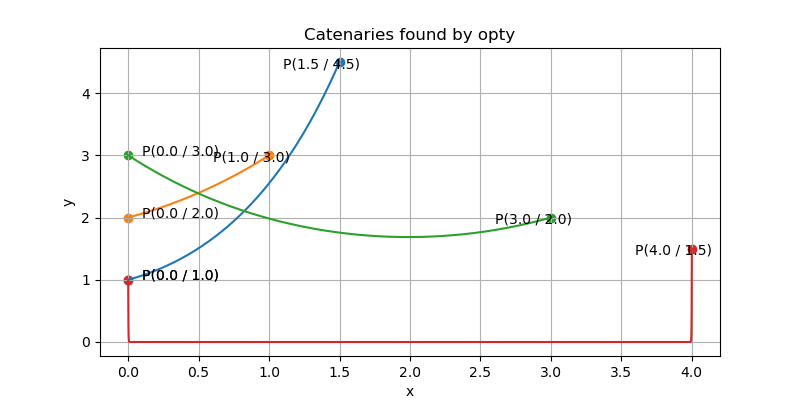 Catenaries found by opty
y
4
3
2
1
0
P(1.5 / 4.5)
P(0.0 / 3.0)
P(1.0 / 3.0)
P(0.0 / 2.0)
P(3.0 / 2.0)
P(0.0 / 1.0)
P(4.0 / 1.5)
0.0 0.5 1.0 1.5 2.0 2.5 3.0 3.5 4.0
x